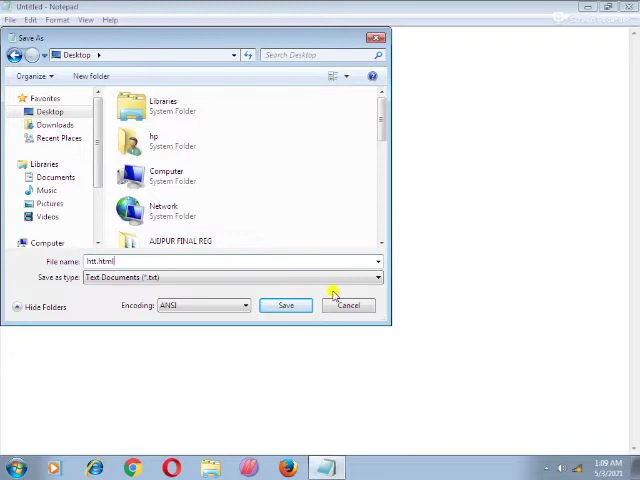 Untitled - Notepad
File Edit Format View Help
Save As
Desktop
Search Desktop
Organize New folder
Favorites
Desktop
Downloads
Recent Places
Libraries
Documents
Music
Pictures
Videos
Computer
Libraries
System Folder
hp
System Folder
Computer
System Folder
Network
System Folder
AJJPUR FINAL REG
File name: htt.html
Save as type: Text Documents (*.txt)
Hide Folders
Encoding: ANSI
Save
Cancel
1:09 AM
5/3/2021